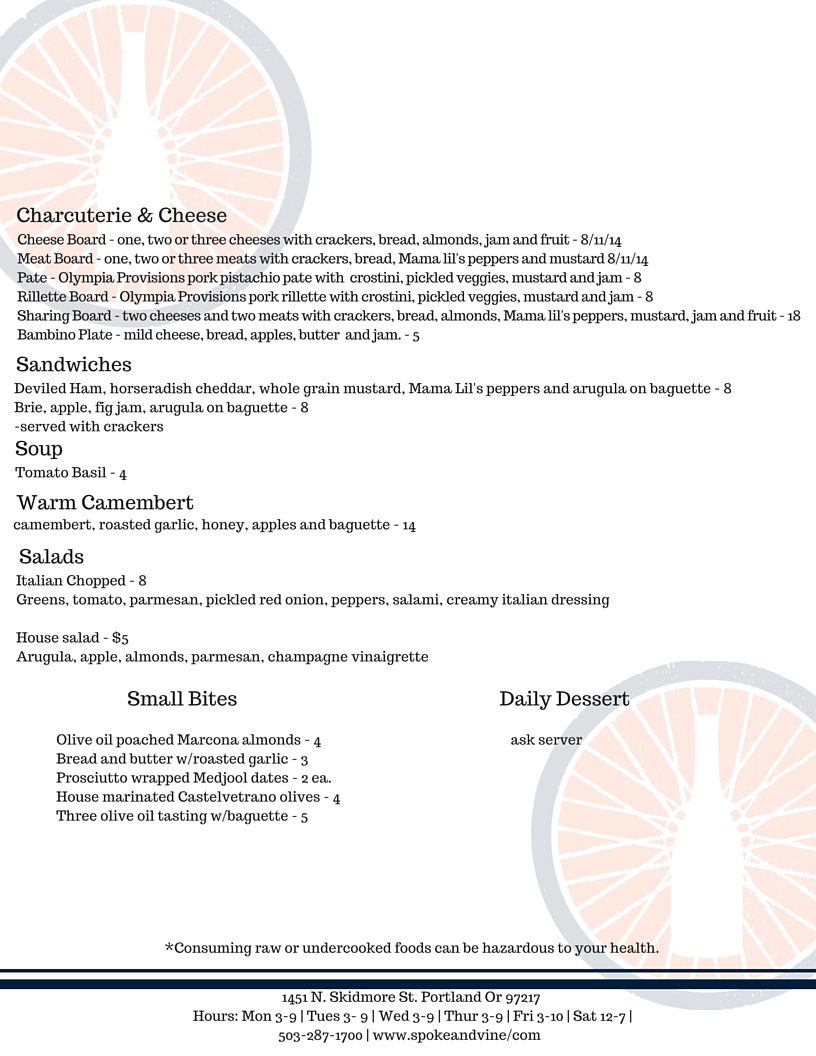 Charcuterie & Cheese
Cheese Board - one, two or three cheeses with crackers, bread, almonds, jam and fruit - 8/11/14
Meat Board - one, two or three meats with crackers, bread, Mama lil's peppers and mustard 8/11/14
Pate - Olympia Provisions pork pistachio pate with crostini, pickled veggies, mustard and jam - 8
Rillette Board - Olympia Provisions pork rillette with crostini, pickled veggies, mustard and jam - 8
Sharing Board - two cheeses and two meats with crackers, bread, almonds, Mama lil's peppers, mustard, jam and fruit - 18
Bambino Plate - mild cheese, bread, apples, butter and jam. - 5
Sandwiches
Deviled Ham, horseradish cheddar, whole grain mustard, Mama Lil's peppers and arugula on baguette - 8
Brie, apple, fig jam, arugula on baguette - 8
-served with crackers
Soup
Tomato Basil - 4
Warm Camembert
camembert, roasted garlic, honey, apples and baguette - 14
Salads
Italian Chopped - 8
Greens, tomato, parmesan, pickled red onion, peppers, salami, creamy italian dressing
House salad - $5
Arugula, apple, almonds, parmesan, champagne vinaigrette
Small Bites
Olive oil poached Marcona almonds - 4
Bread and butter w/roasted garlic - 3
Prosciutto wrapped Medjool dates - 2 ea.
House marinated Castelvetrano olives - 4
Three olive oil tasting w/baguette - 5
Daily Dessert
ask server
*Consuming raw or undercooked foods can be hazardous to your health.
1451 N. Skidmore St. Portland Or 97217
Hours: Mon 3-9 | Tues 3- 9 | Wed 3-9 | Thur 3-9 | Fri 3-10 | Sat 12-7 |
503-287-1700 | www.spokeandvine/com